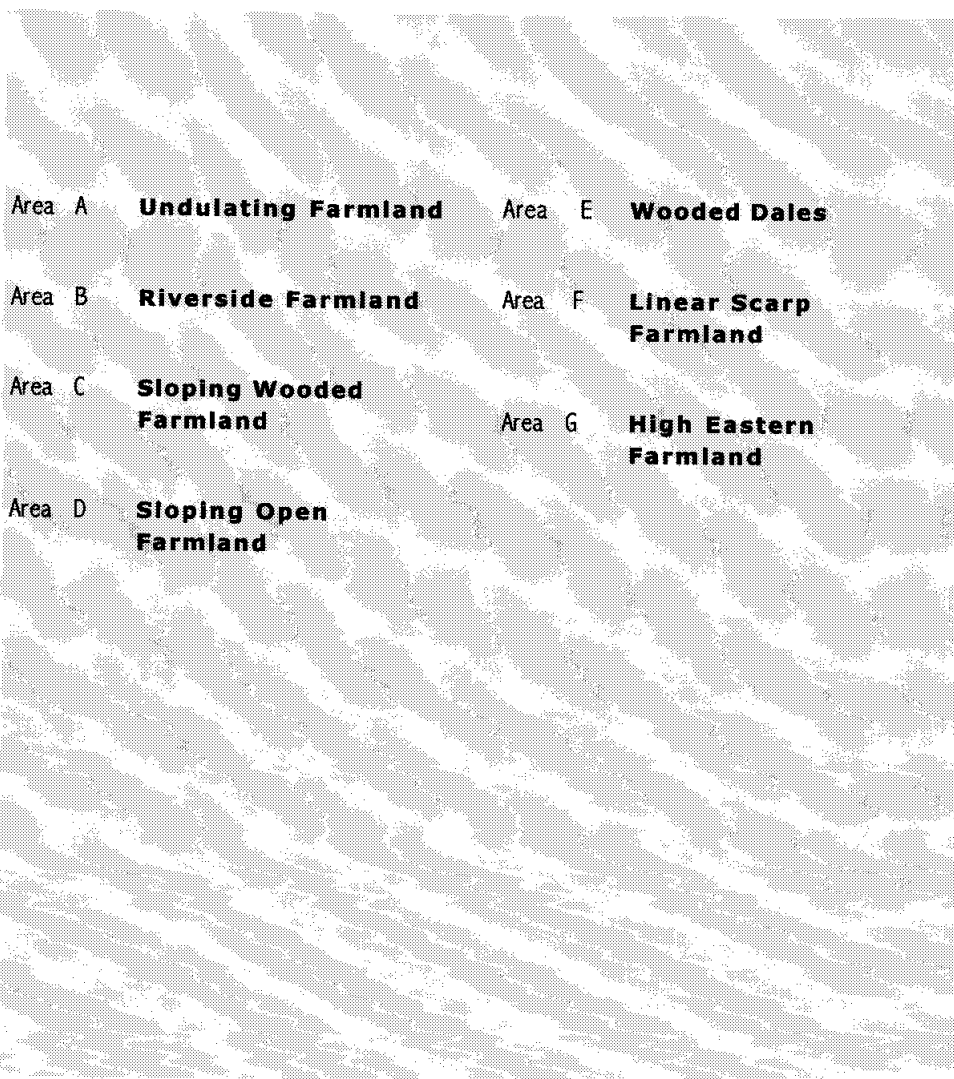 Area A Undulating Farmland
Area B Riverside Farmland
Area C Sloping Wooded
Farmland
Area D Sloping Open
Farmland
Area E Wooded Dales
Area F Linear Scarp
Farmland
Area G High Eastern
Farmland